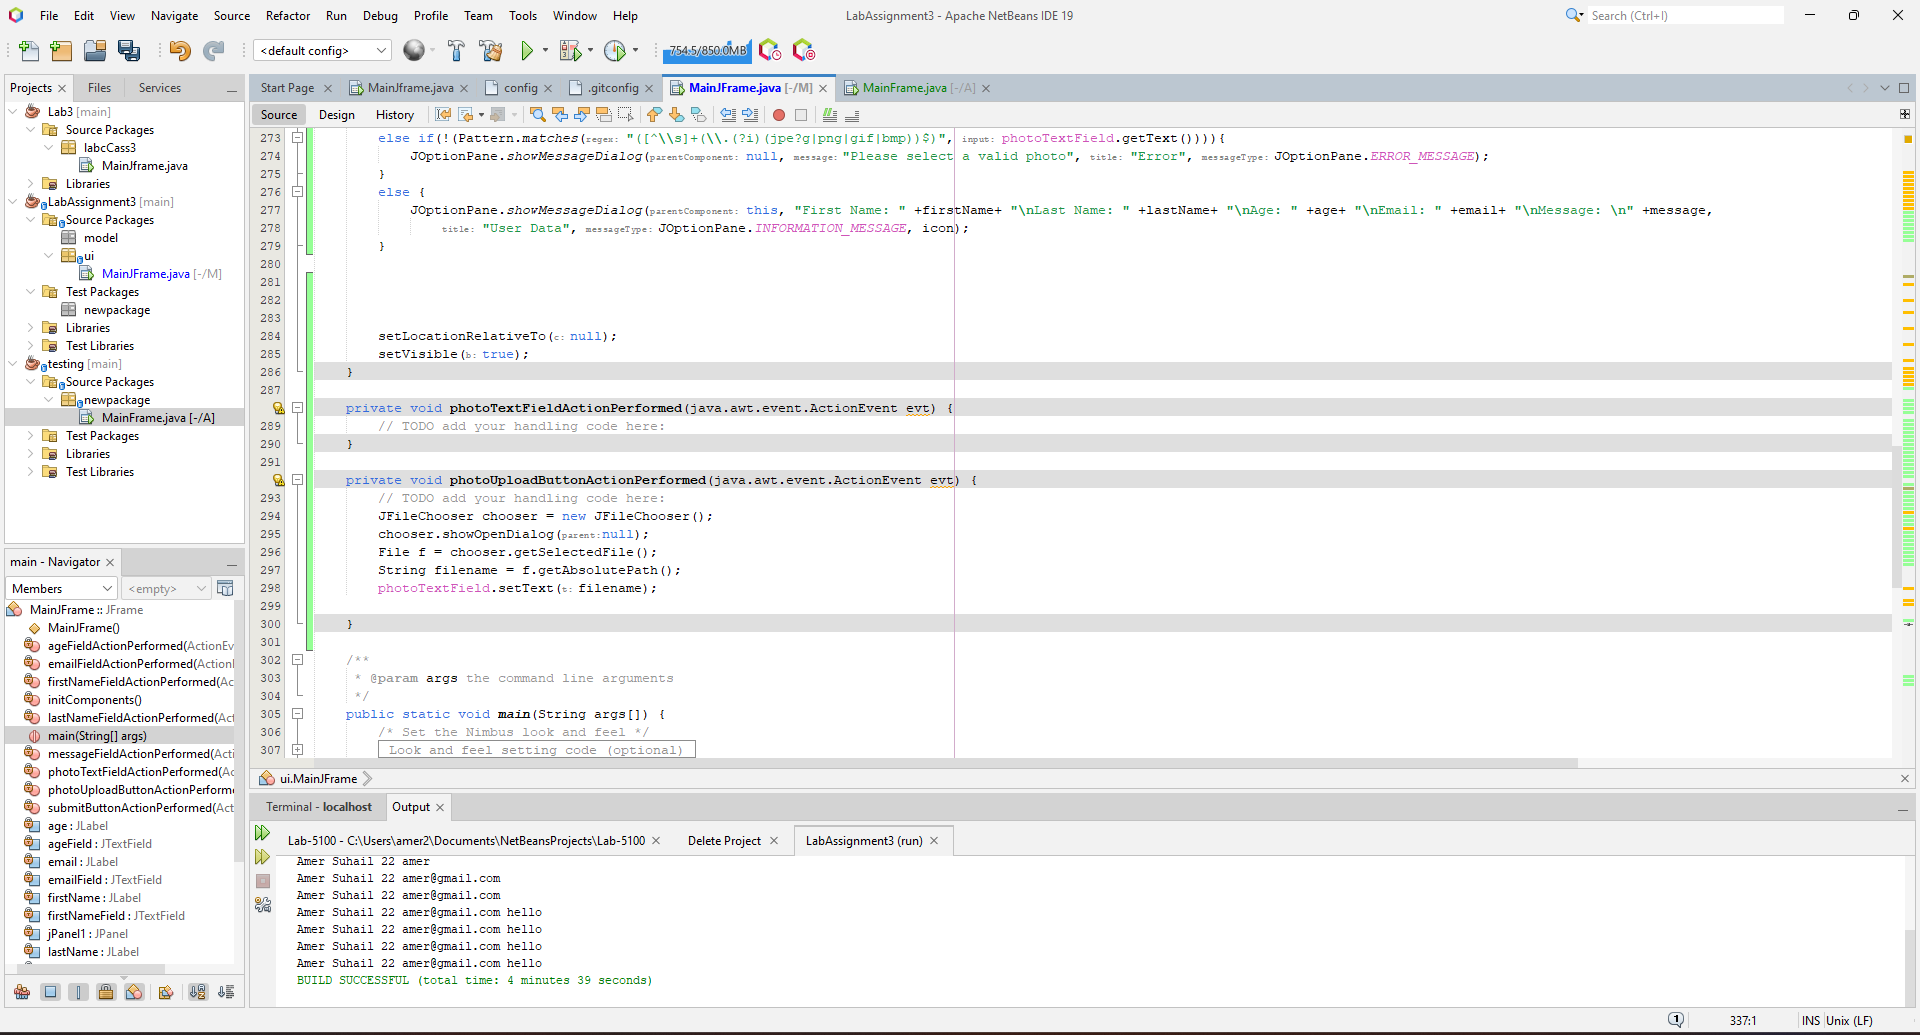 File Edit View Navigate Source Refactor Run Debug Profile Team Tools Window Help
LabAssignment3 - Apache NetBeans IDE 19
Search (Ctrl+I)
<default config>
754.5/850.0MB
Projects Files Services
Start Page MainJframe.java config .gitconfig MainJFrame.java [-/M] MainFrame.java [-/A]
Source Design History
Lab3 [main]
Source Packages
labcCass3
MainJframe.java
Libraries
LabAssignment3 [main]
Source Packages
model
ui
MainJFrame.java [-/M]
Test Packages
newpackage
Libraries
Test Libraries
testing [main]
Source Packages
newpackage
MainFrame.java [-/A]
Test Packages
Libraries
Test Libraries
main - Navigator
Members <empty>
MainJFrame :: JFrame
MainJFrame()
ageFieldActionPerformed(ActionEv
emailFieldActionPerformed(Action
firstNameFieldActionPerformed(Ac
initComponents()
lastNameFieldActionPerformed(Act
main(String[] args)
messageFieldActionPerformed(Acti
photoTextFieldActionPerformed(Ac
photoUploadButtonActionPerforme
submitButtonActionPerformed(Act
age : JLabel
ageField : JTextField
email : JLabel
emailField : JTextField
firstName : JLabel
firstNameField : JTextField
jPanel1 : JPanel
lastName : JLabel
273 else if(!(Pattern.matches(regex: "([^\\s]+(\\.(?i)(jpe?g|png|gif|bmp))$)", input: photoTextField.getText()))){
274 JOptionPane.showMessageDialog(parentComponent: null, message: "Please select a valid photo", title: "Error", messageType: JOptionPane.ERROR_MESSAGE);
275 }
276 else {
277 JOptionPane.showMessageDialog(parentComponent: this, "First Name: " +firstName+ "\nLast Name: " +lastName+ "\nAge: " +age+ "\nEmail: " +email+ "\nMessage: \n" +message,
278 title: "User Data", messageType: JOptionPane.INFORMATION_MESSAGE, icon);
279 }
280
281
282
283
284 setLocationRelativeTo(c: null);
285 setVisible(b: true);
286 }
287
private void photoTextFieldActionPerformed(java.awt.event.ActionEvent evt) {
289 // TODO add your handling code here:
290 }
291
private void photoUploadButtonActionPerformed(java.awt.event.ActionEvent evt) {
293 // TODO add your handling code here:
294 JFileChooser chooser = new JFileChooser();
295 chooser.showOpenDialog(parent: null);
296 File f = chooser.getSelectedFile();
297 String filename = f.getAbsolutePath();
298 photoTextField.setText(t: filename);
299
300 }
301
302 /**
303 * @param args the command line arguments
304 */
305 public static void main(String args[]) {
306 /* Set the Nimbus look and feel */
307 Look and feel setting code (optional)
ui.MainJFrame
Terminal - localhost Output
Lab-5100 - C:\Users\amer2\Documents\NetBeansProjects\Lab-5100 Delete Project LabAssignment3 (run)
Amer Suhail 22 amer
Amer Suhail 22 amer@gmail.com
Amer Suhail 22 amer@gmail.com
Amer Suhail 22 amer@gmail.com hello
Amer Suhail 22 amer@gmail.com hello
Amer Suhail 22 amer@gmail.com hello
Amer Suhail 22 amer@gmail.com hello
BUILD SUCCESSFUL (total time: 4 minutes 39 seconds)
1 337:1 INS Unix (LF)